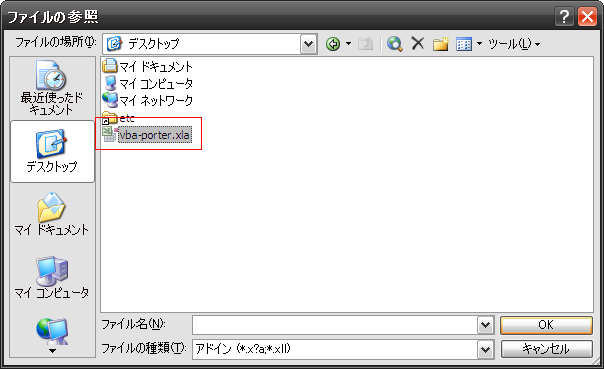 ファイルの参照
ファイルの場所(I):
デスクトップ
ツール(L)
最近使ったド
キュメント
デスクトップ
マイ ドキュメント
マイ コンピュータ
マイ ドキュメント
マイ コンピュータ
マイ ネットワーク
etc
vba-porter.xla
ファイル名(N):
OK
ファイルの種類(T):
アドイン (*.x?a;*.xll)
キャンセル